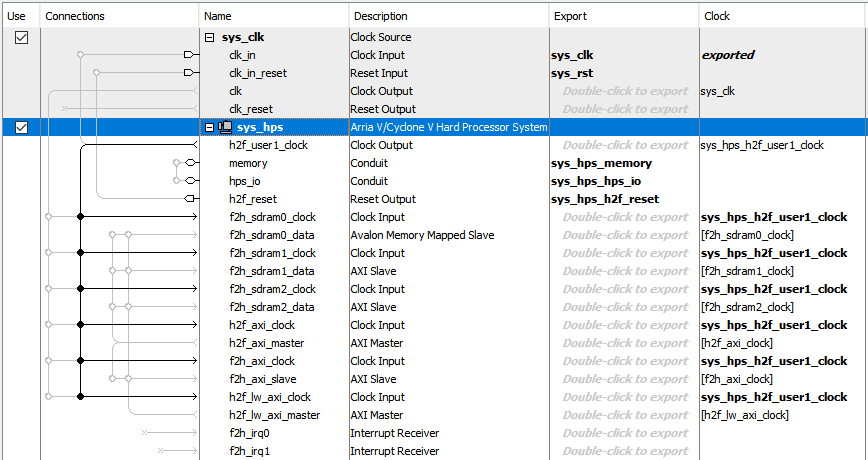 Use Connections Name Description Export Clock
sys_clk Clock Source
clk_in Clock Input sys_clk exported
clk_in_reset Reset Input sys_rst
clk Clock Output Double-click to export sys_clk
clk_reset Reset Output Double-click to export
sys_hps Arria V/Cyclone V Hard Processor System
h2f_user1_clock Clock Output Double-click to export sys_hps_h2f_user1_clock
memory Conduit sys_hps_memory
hps_io Conduit sys_hps_hps_io
h2f_reset Reset Output sys_hps_h2f_reset
f2h_sdram0_clock Clock Input Double-click to export sys_hps_h2f_user1_clock
f2h_sdram0_data Avalon Memory Mapped Slave Double-click to export [f2h_sdram0_clock]
f2h_sdram1_clock Clock Input Double-click to export sys_hps_h2f_user1_clock
f2h_sdram1_data AXI Slave Double-click to export [f2h_sdram1_clock]
f2h_sdram2_clock Clock Input Double-click to export sys_hps_h2f_user1_clock
f2h_sdram2_data AXI Slave Double-click to export [f2h_sdram2_clock]
h2f_axi_clock Clock Input Double-click to export sys_hps_h2f_user1_clock
h2f_axi_master AXI Master Double-click to export [h2f_axi_clock]
f2h_axi_clock Clock Input Double-click to export sys_hps_h2f_user1_clock
f2h_axi_slave AXI Slave Double-click to export [f2h_axi_clock]
h2f_lw_axi_clock Clock Input Double-click to export sys_hps_h2f_user1_clock
h2f_lw_axi_master AXI Master Double-click to export [h2f_lw_axi_clock]
f2h_irq0 Interrupt Receiver Double-click to export
f2h_irq1 Interrupt Receiver Double-click to export